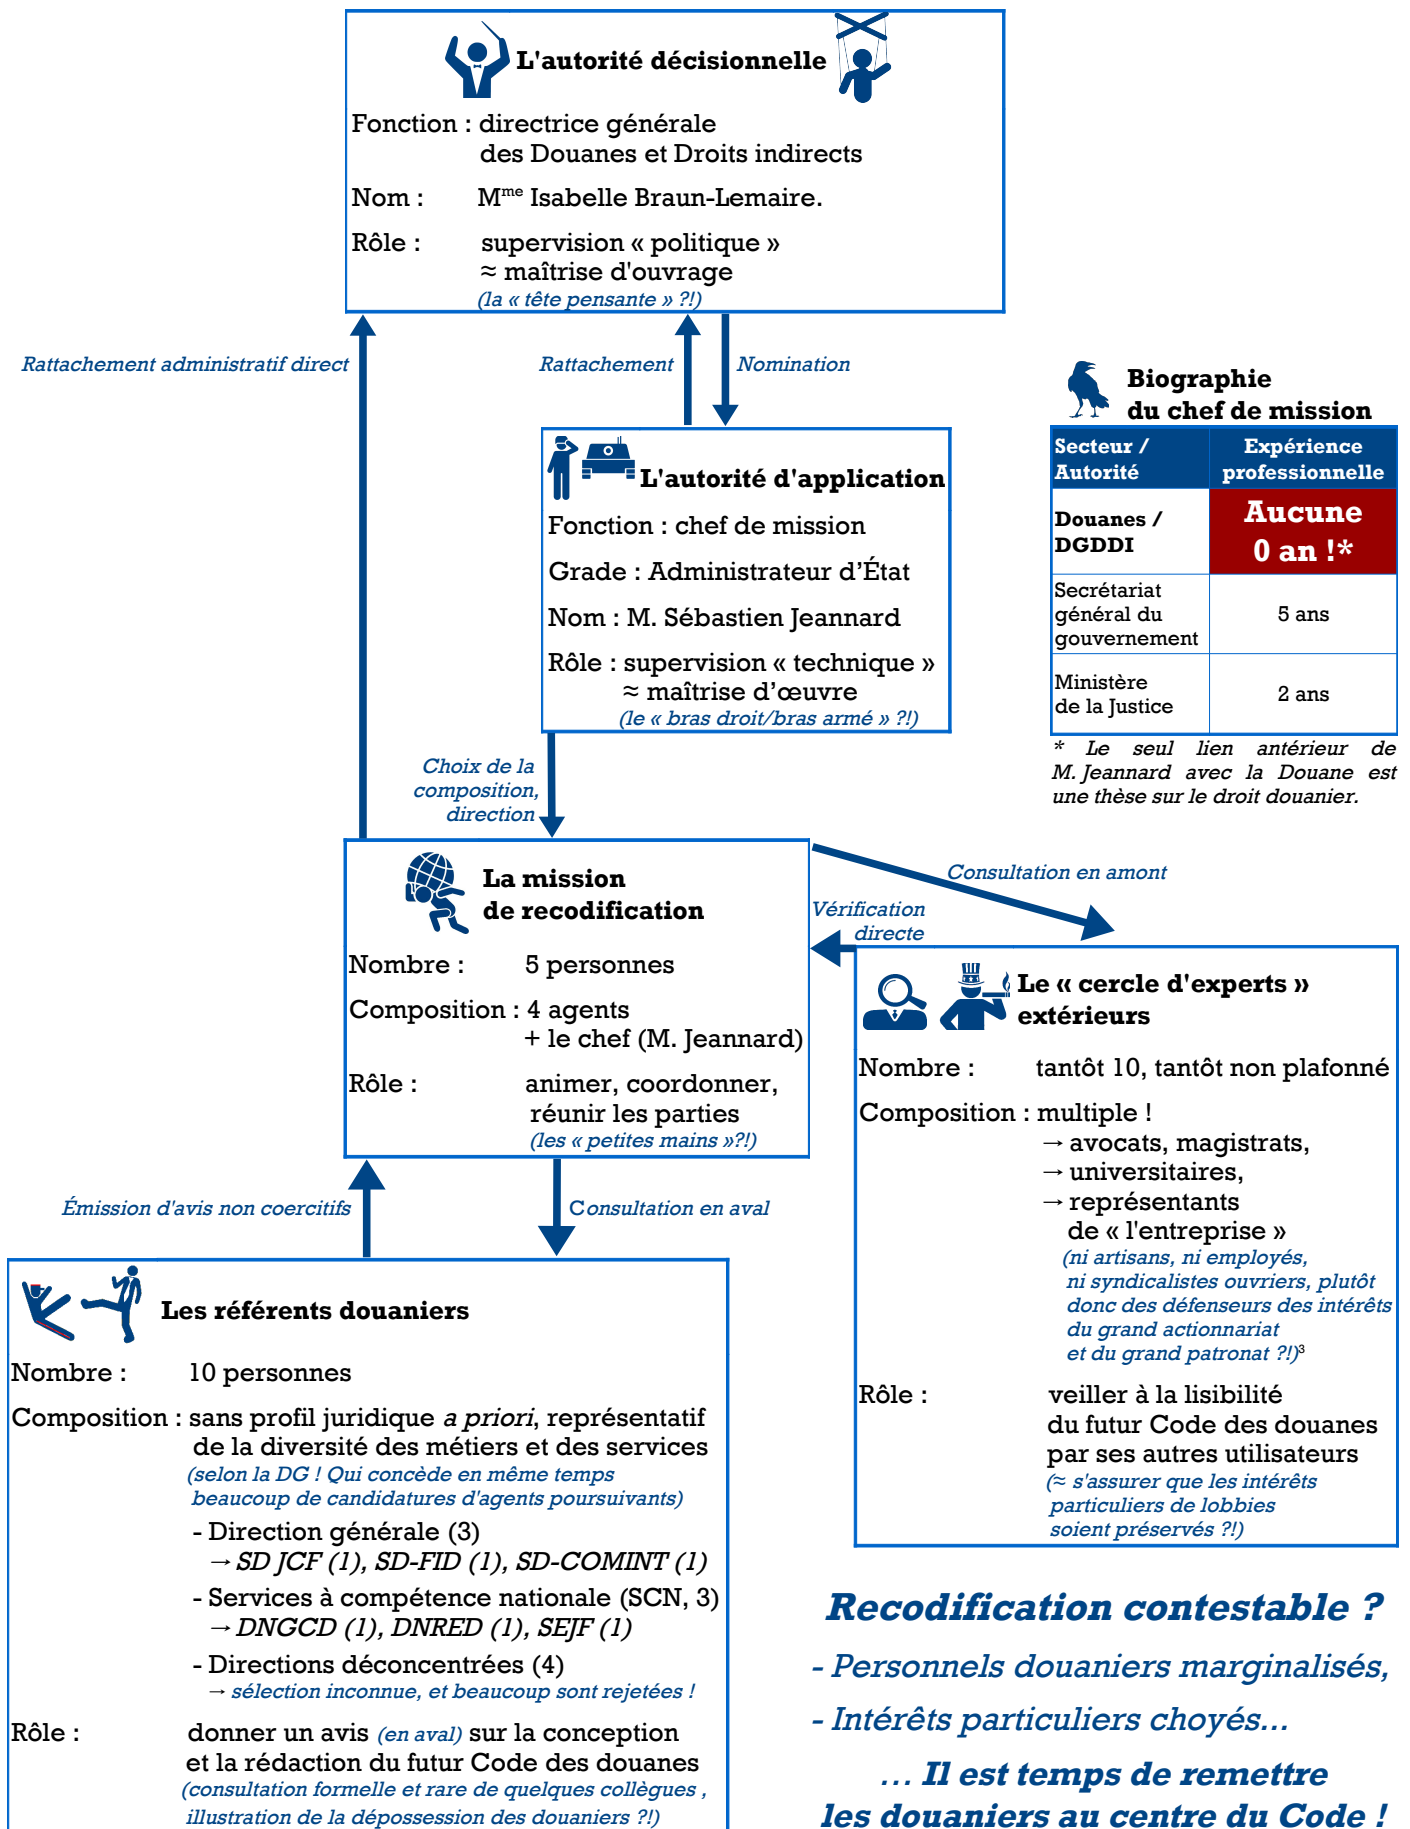 L'autorité décisionnelle
Fonction : directrice générale
des Douanes et Droits indirects
Nom : Mme Isabelle Braun-Lemaire.
Rôle : supervision « politique »
≈ maîtrise d'ouvrage
(la « tête pensante » ?!)
Rattachement administratif direct
Rattachement
Nomination
L'autorité d'application
Fonction : chef de mission
Grade : Administrateur d’État
Nom : M. Sébastien Jeannard
Rôle : supervision « technique »
≈ maîtrise d’œuvre
(le « bras droit/bras armé » ?!)
Biographie
du chef de mission
Secteur /
Autorité
Expérience
professionnelle
Douanes /
DGDDI
Aucune
0 an !*
Secrétariat
général du
gouvernement
5 ans
Ministère
de la Justice
2 ans
* Le seul lien antérieur de
M. Jeannard avec la Douane est
une thèse sur le droit douanier.
Choix de la
composition,
direction
La mission
de recodification
Nombre : 5 personnes
Composition : 4 agents
+ le chef (M. Jeannard)
Rôle : animer, coordonner,
réunir les parties
(les « petites mains »?!)
Consultation en amont
Vérification
directe
Le « cercle d'experts »
extérieurs
Nombre : tantôt 10, tantôt non plafonné
Composition : multiple !
→ avocats, magistrats,
→ universitaires,
→ représentants
de « l'entreprise »
(ni artisans, ni employés,
ni syndicalistes ouvriers, plutôt
donc des défenseurs des intérêts
du grand actionnariat
et du grand patronat ?!)3
Rôle : veiller à la lisibilité
du futur Code des douanes
par ses autres utilisateurs
(≈ s'assurer que les intérêts
particuliers de lobbies
soient préservés ?!)
Émission d'avis non coercitifs
Consultation en aval
Les référents douaniers
Nombre : 10 personnes
Composition : sans profil juridique a priori, représentatif
de la diversité des métiers et des services
(selon la DG ! Qui concède en même temps
beaucoup de candidatures d'agents poursuivants)
- Direction générale (3)
→ SD JCF (1), SD-FID (1), SD-COMINT (1)
- Services à compétence nationale (SCN, 3)
→ DNGCD (1), DNRED (1), SEJF (1)
- Directions déconcentrées (4)
→ sélection inconnue, et beaucoup sont rejetées !
Rôle : donner un avis (en aval) sur la conception
et la rédaction du futur Code des douanes
(consultation formelle et rare de quelques collègues ,
illustration de la dépossession des douaniers ?!)
Recodification contestable ?
- Personnels douaniers marginalisés,
- Intérêts particuliers choyés...
... Il est temps de remettre
les douaniers au centre du Code !